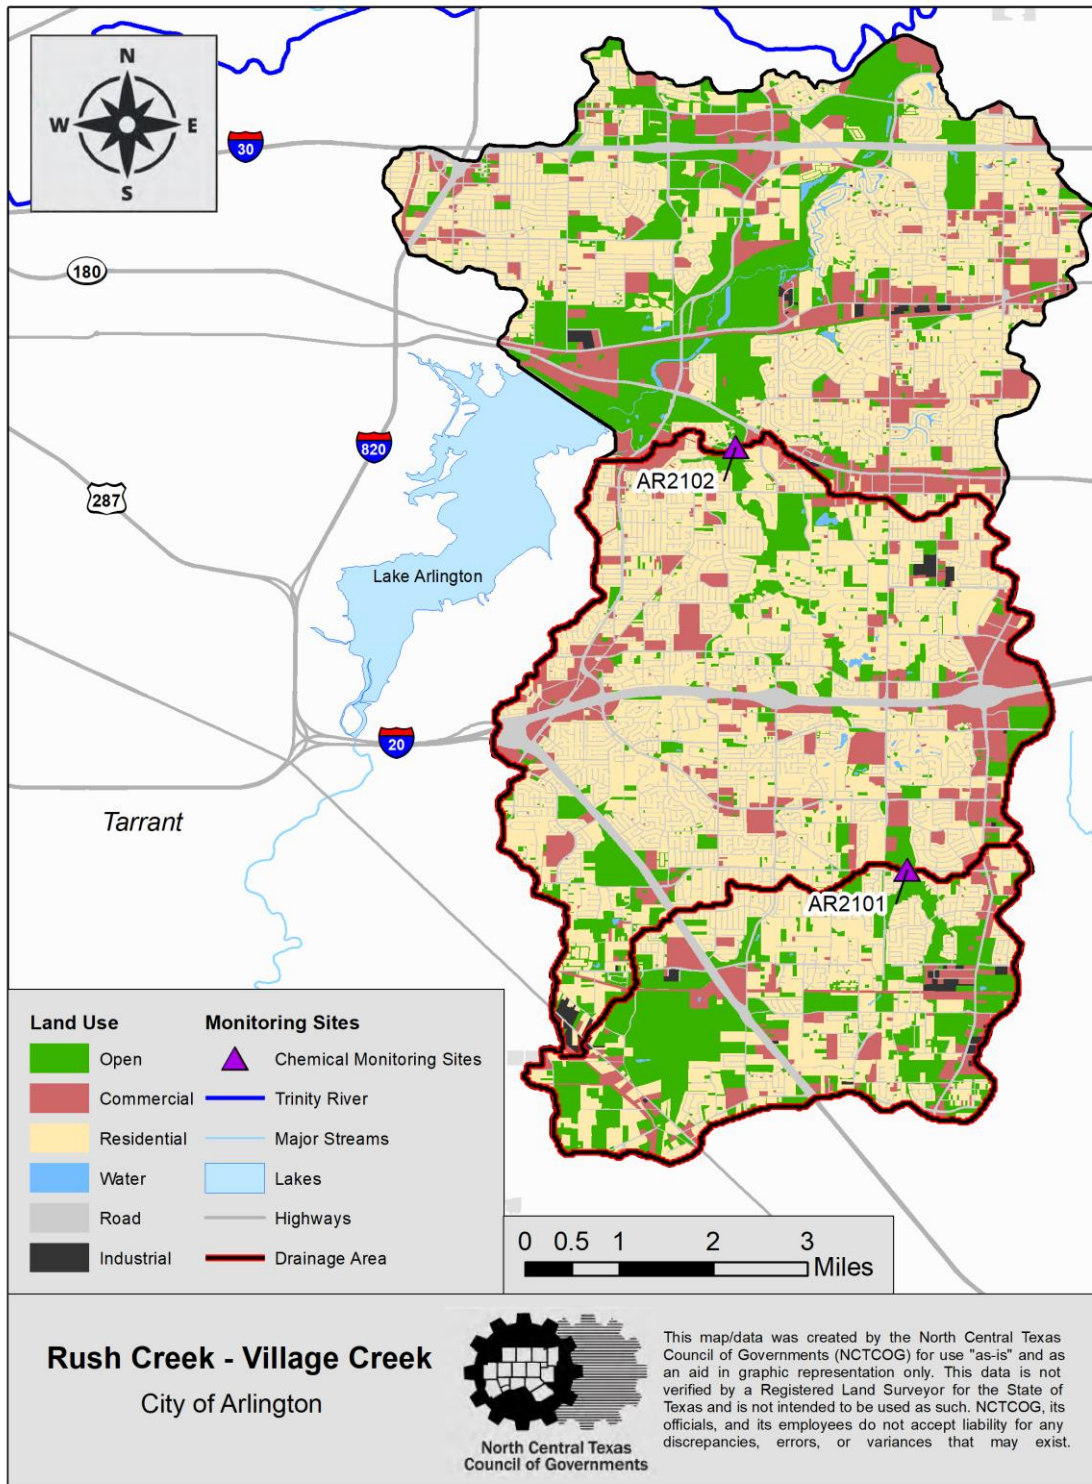 N
W E
S
30
180
820
287
AR2102
Lake Arlington
20
Tarrant
AR2101
Land Use
Open
Commercial
Residential
Water
Road
Industrial
Monitoring Sites
Chemical Monitoring Sites
Trinity River
Major Streams
Lakes
Highways
Drainage Area
0 0.5 1 2 3
Miles
Rush Creek - Village Creek
City of Arlington
North Central Texas
Council of Governments
This map/data was created by the North Central Texas
Council of Governments (NCTCOG) for use "as-is" and as
an aid in graphic representation only. This data is not
verified by a Registered Land Surveyor for the State of
Texas and is not intended to be used as such. NCTCOG, its
officials, and its employees do not accept liability for any
discrepancies, errors, or variances that may exist.